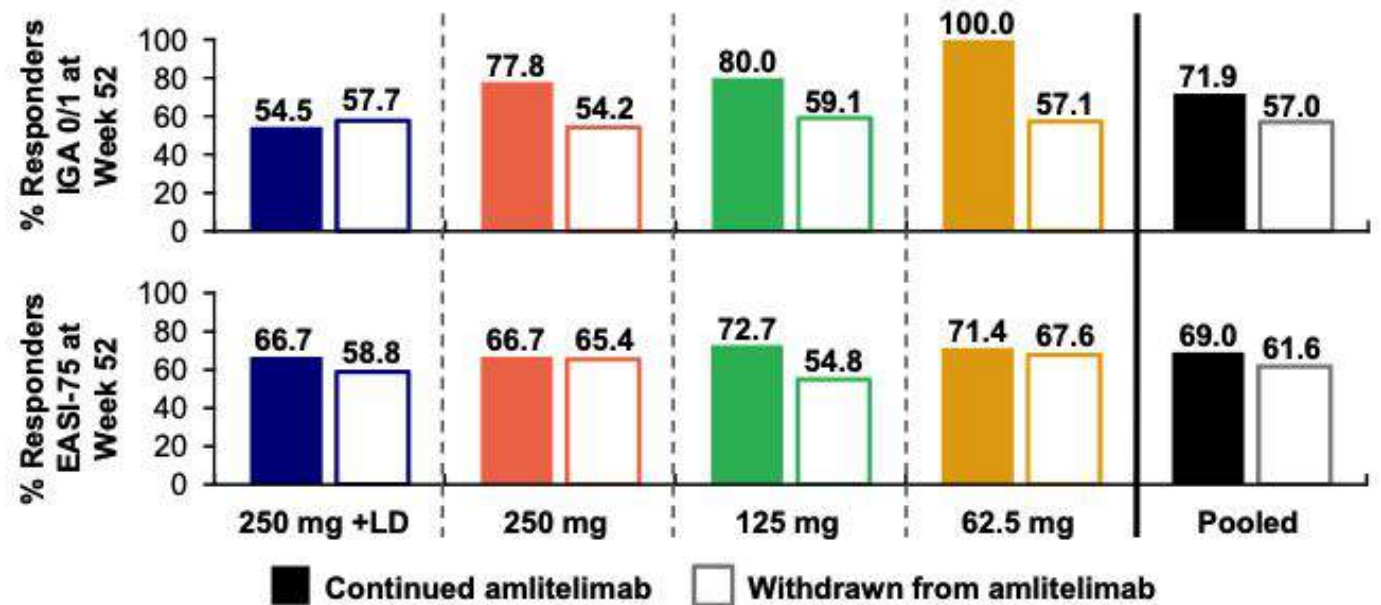 % Responders
IGA 0/1 at
Week 52
100
80
60
40
20
0
54.5 57.7
77.8 54.2
80.0 59.1
100.0 57.1
71.9 57.0
% Responders
EASI-75 at
Week 52
100
80
60
40
20
0
66.7 58.8
66.7 65.4
72.7 54.8
71.4 67.6
69.0 61.6
250 mg +LD 250 mg 125 mg 62.5 mg Pooled
Continued amlitelimab Withdrawn from amlitelimab